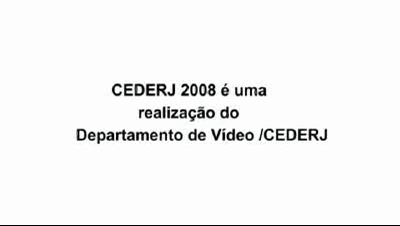 CEDERJ 2008 é uma
realização do
Departamento de Vídeo /CEDERJ